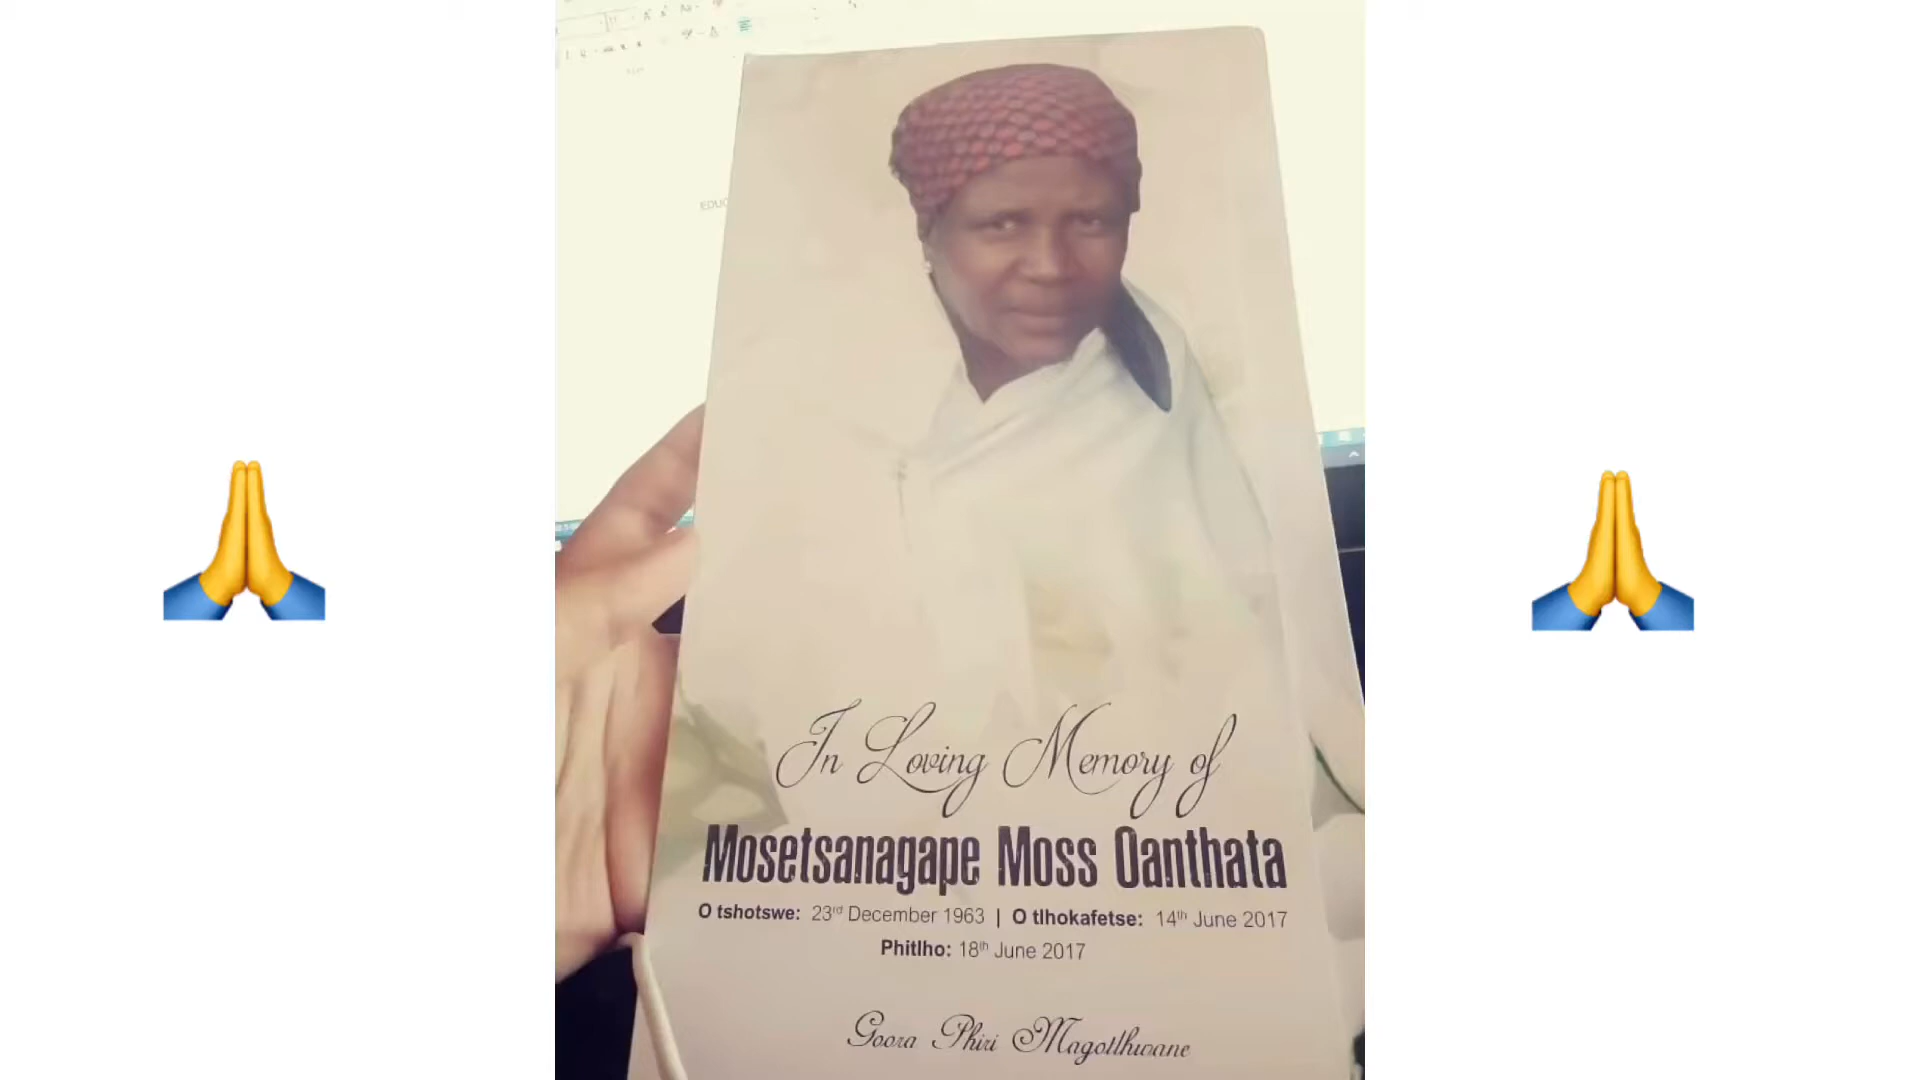 EDUC
In Loving Memory of
Mosetsanagape Moss Oanthata
O tshotswe: 23rd December 1963 | O tlhokafetse: 14th June 2017
Phitlho: 18th June 2017
Goora Phiri Magotlhwane